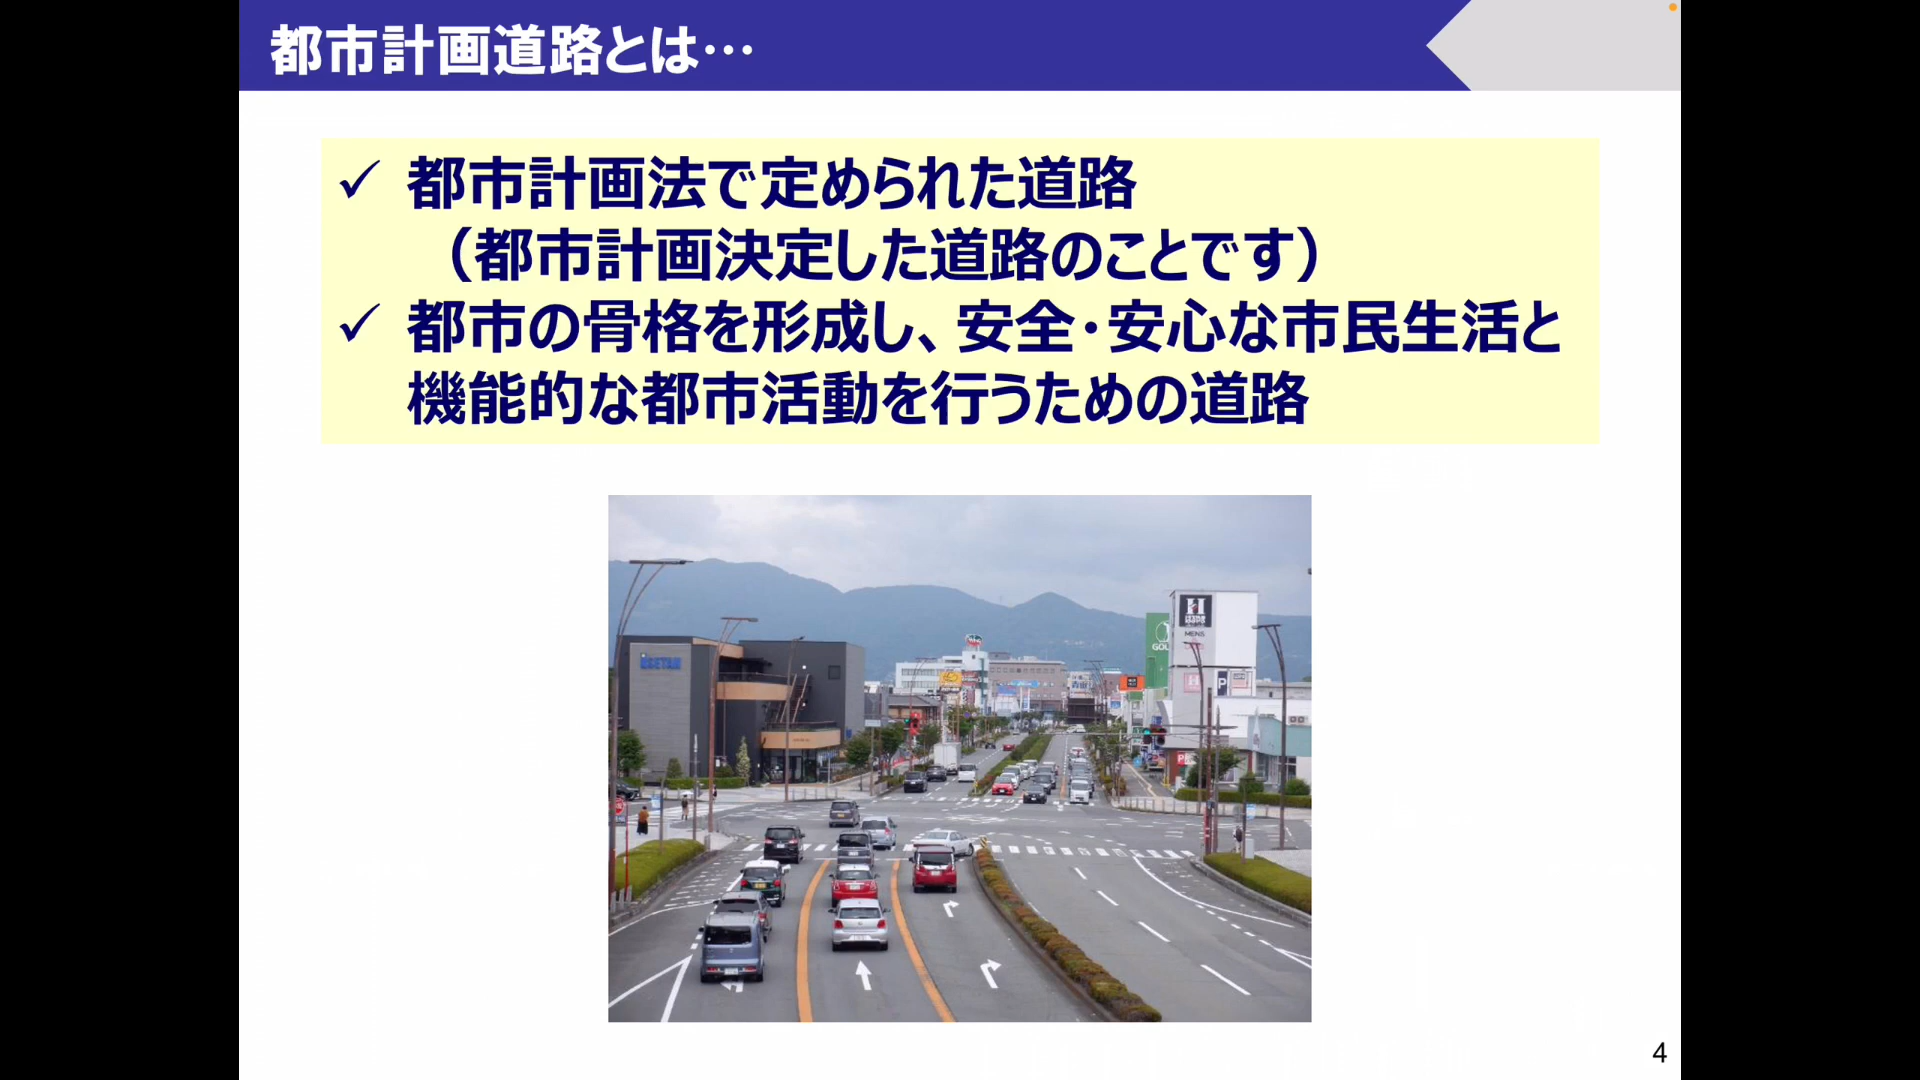 都市計画道路とは…
✓ 都市計画法で定められた道路
（都市計画決定した道路のことです）
✓ 都市の骨格を形成し、安全・安心な市民生活と
機能的な都市活動を行うための道路
MENS
P
4